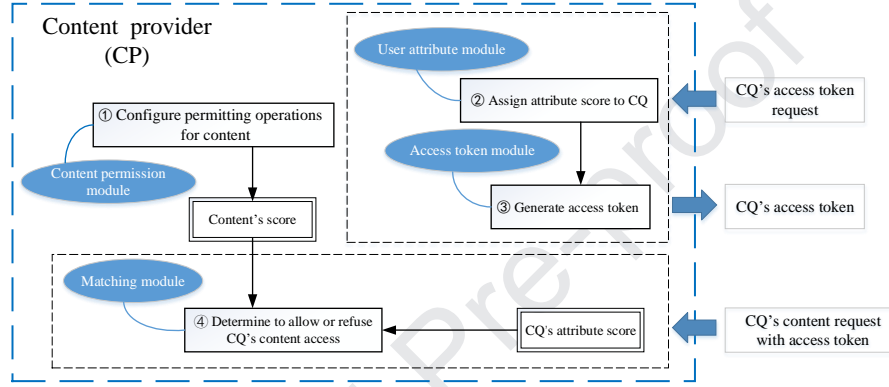 Content provider
(CP)
User attribute module
① Configure permitting operations
for content
② Assign attribute score to CQ
CQ's access token
request
Content permission
module
Access token module
Content's score
③ Generate access token
CQ's access token
Matching module
④ Determine to allow or refuse
CQ's content access
CQ's attribute score
CQ's content request
with access token
Pre-proof